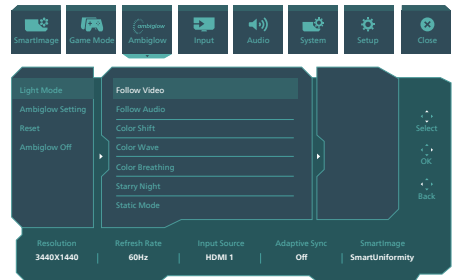 ambiglow
SmartImage Game Mode Ambiglow Input Audio System Setup Close
Light Mode
Ambiglow Setting
Reset
Ambiglow Off
Follow Video
Follow Audio
Color Shift
Color Wave
Color Breathing
Starry Night
Static Mode
Select
OK
Back
Resolution Refresh Rate Input Source Adaptive Sync SmartImage
3440X1440 | 60Hz | HDMI 1 | Off | SmartUniformity